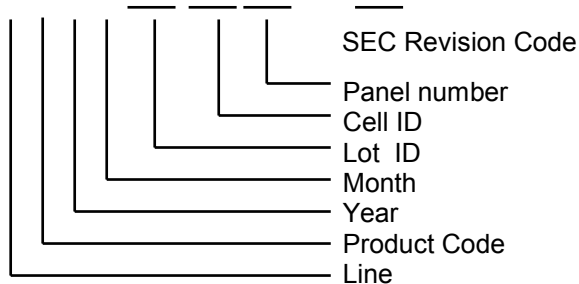 SEC Revision Code
Panel number
Cell ID
Lot ID
Month
Year
Product Code
Line